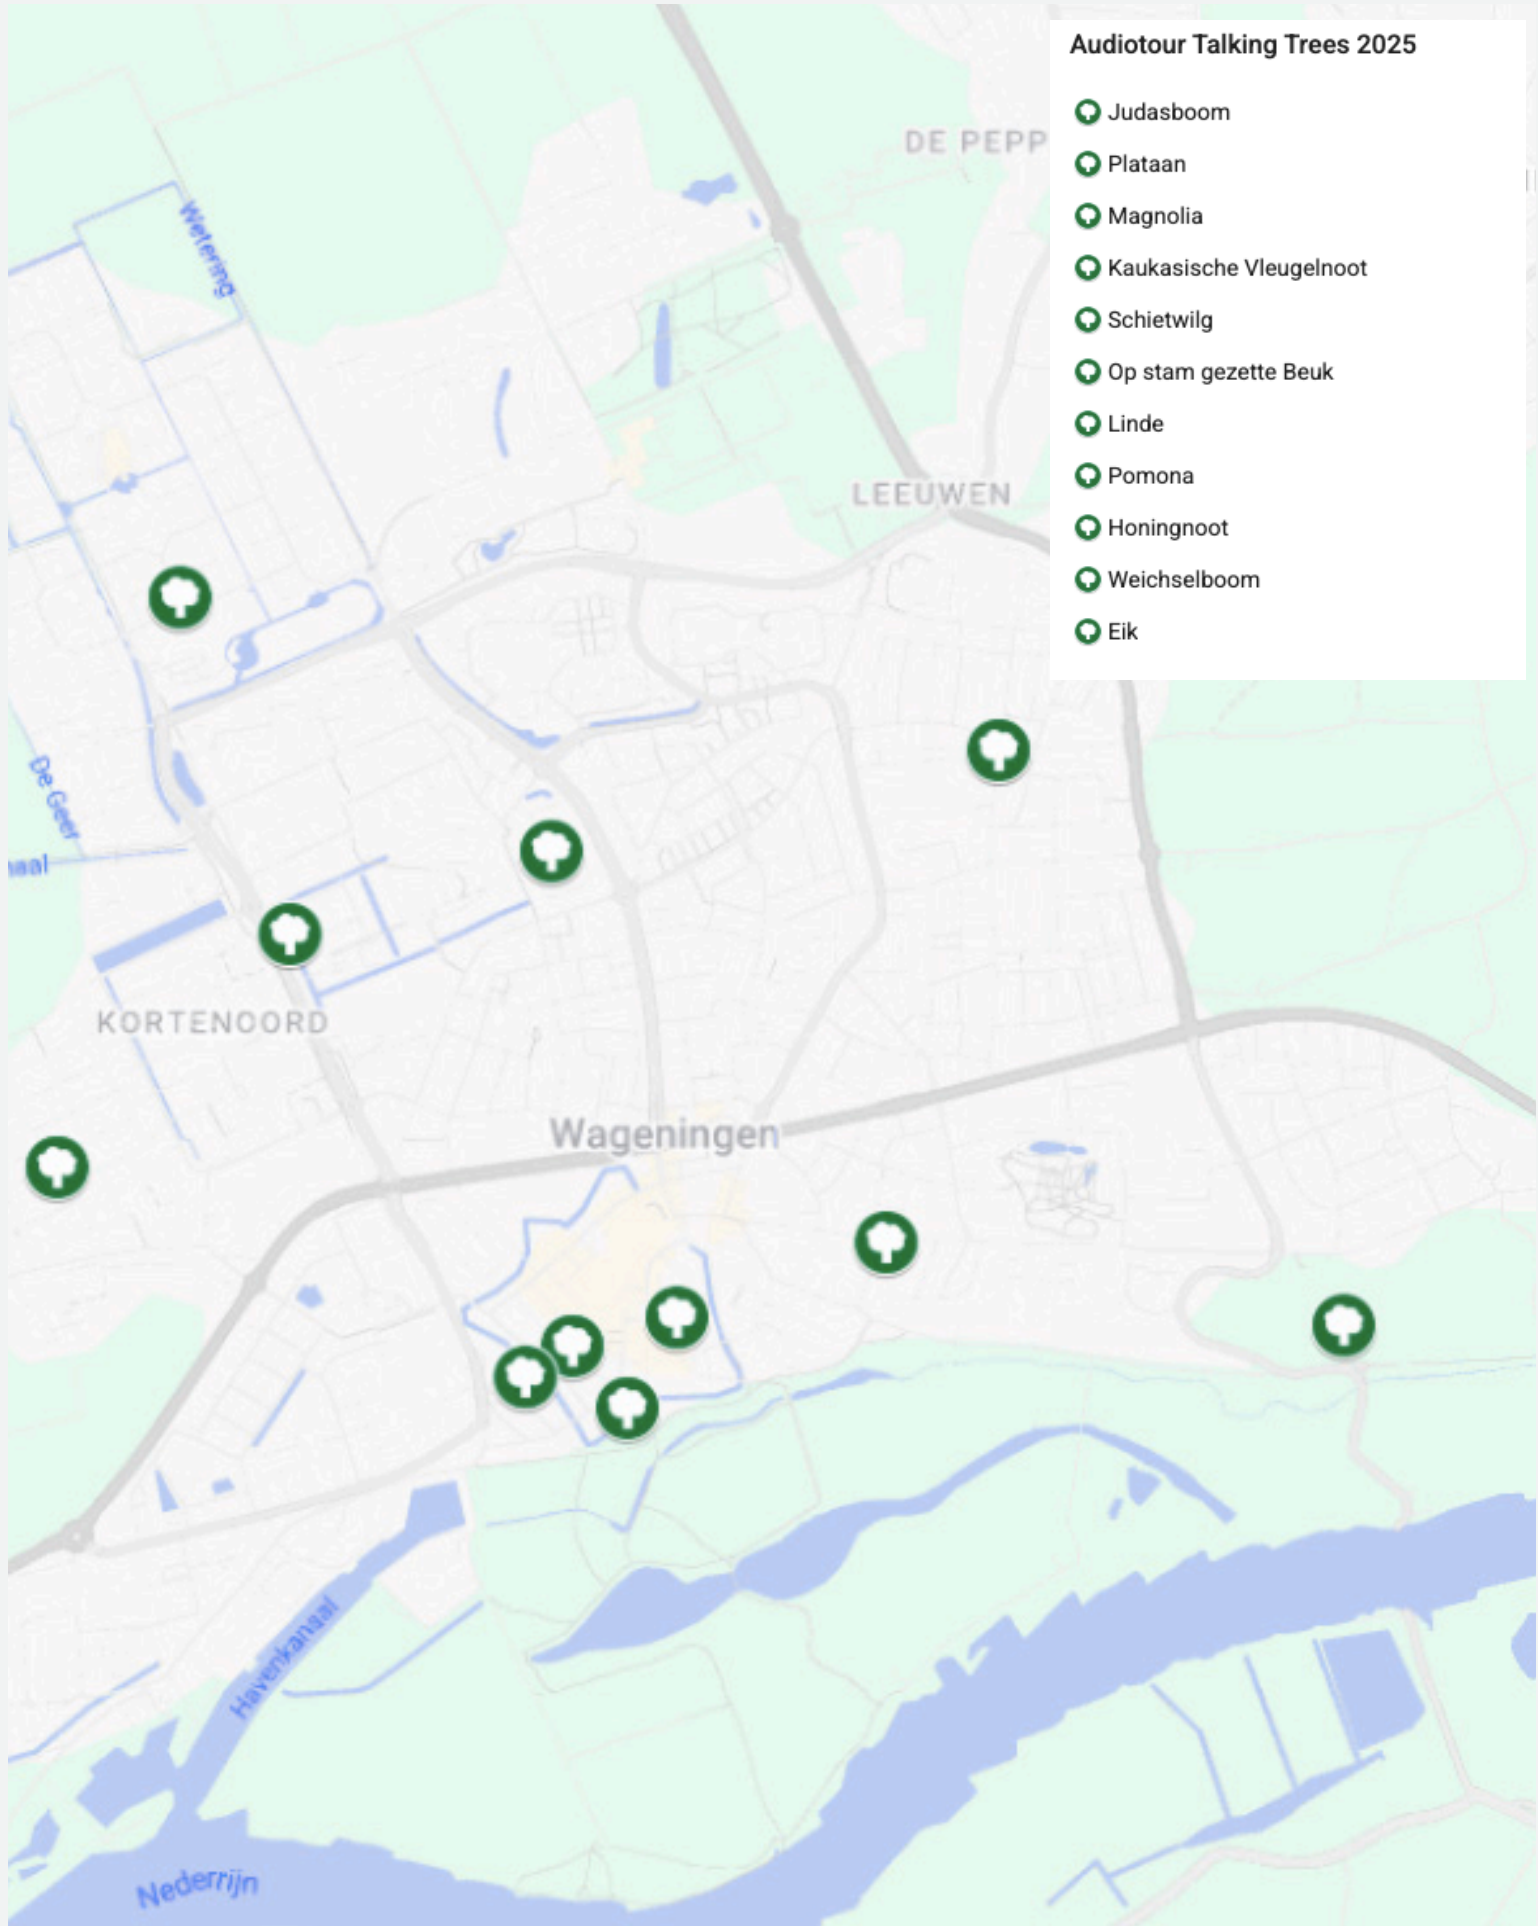 Audiotour Talking Trees 2025
Judasboom
Plataan
Magnolia
Kaukasische Vleugelnoot
Schietwilg
Op stam gezette Beuk
Linde
Pomona
Honingnoot
Weichselboom
Eik
DE PEPP
Wetering
LEEUWEN
De Geer
naal
KORTENOORD
Wageningen
Havenkanaal
Nederrijn